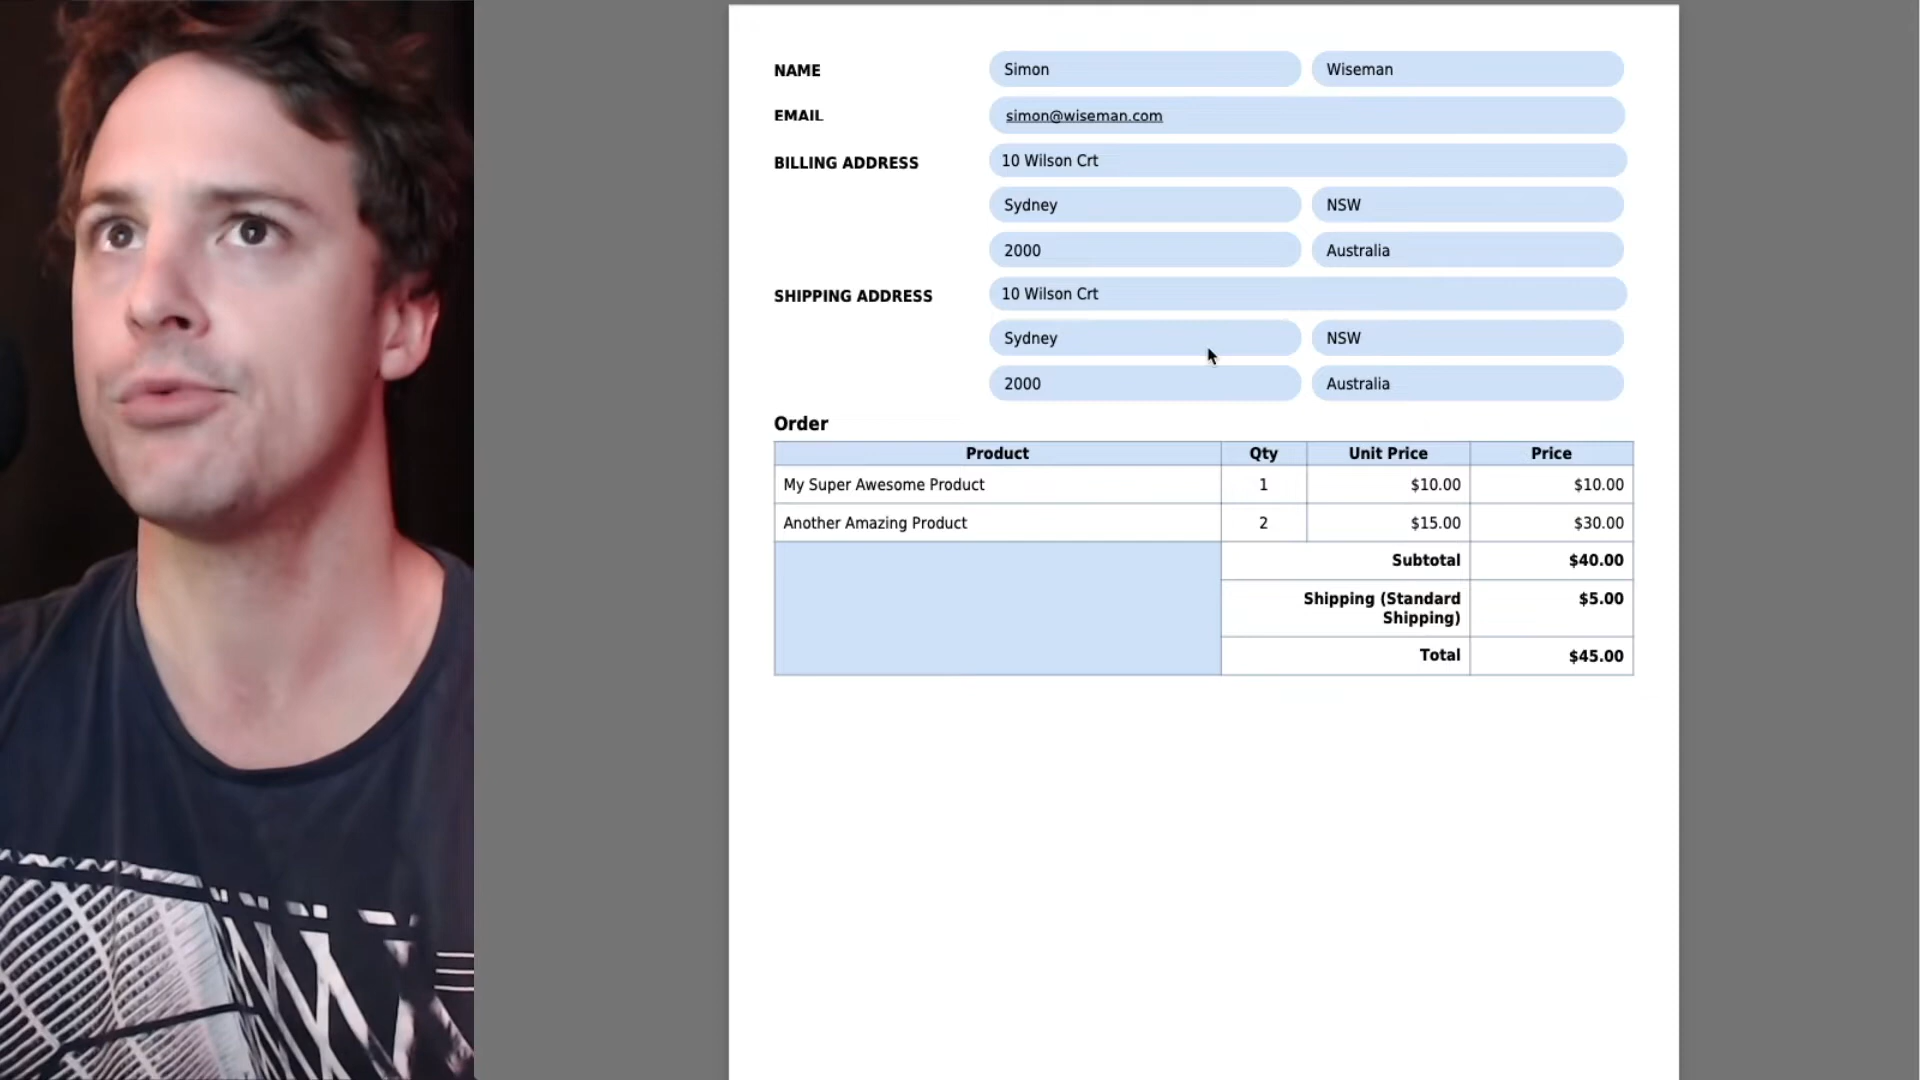 NAME Simon Wiseman
EMAIL simon@wiseman.com
BILLING ADDRESS 10 Wilson Crt
Sydney NSW
2000 Australia
SHIPPING ADDRESS 10 Wilson Crt
Sydney NSW
2000 Australia
Order
Product Qty Unit Price Price
My Super Awesome Product 1 $10.00 $10.00
Another Amazing Product 2 $15.00 $30.00
Subtotal $40.00
Shipping (Standard $5.00
Shipping)
Total $45.00